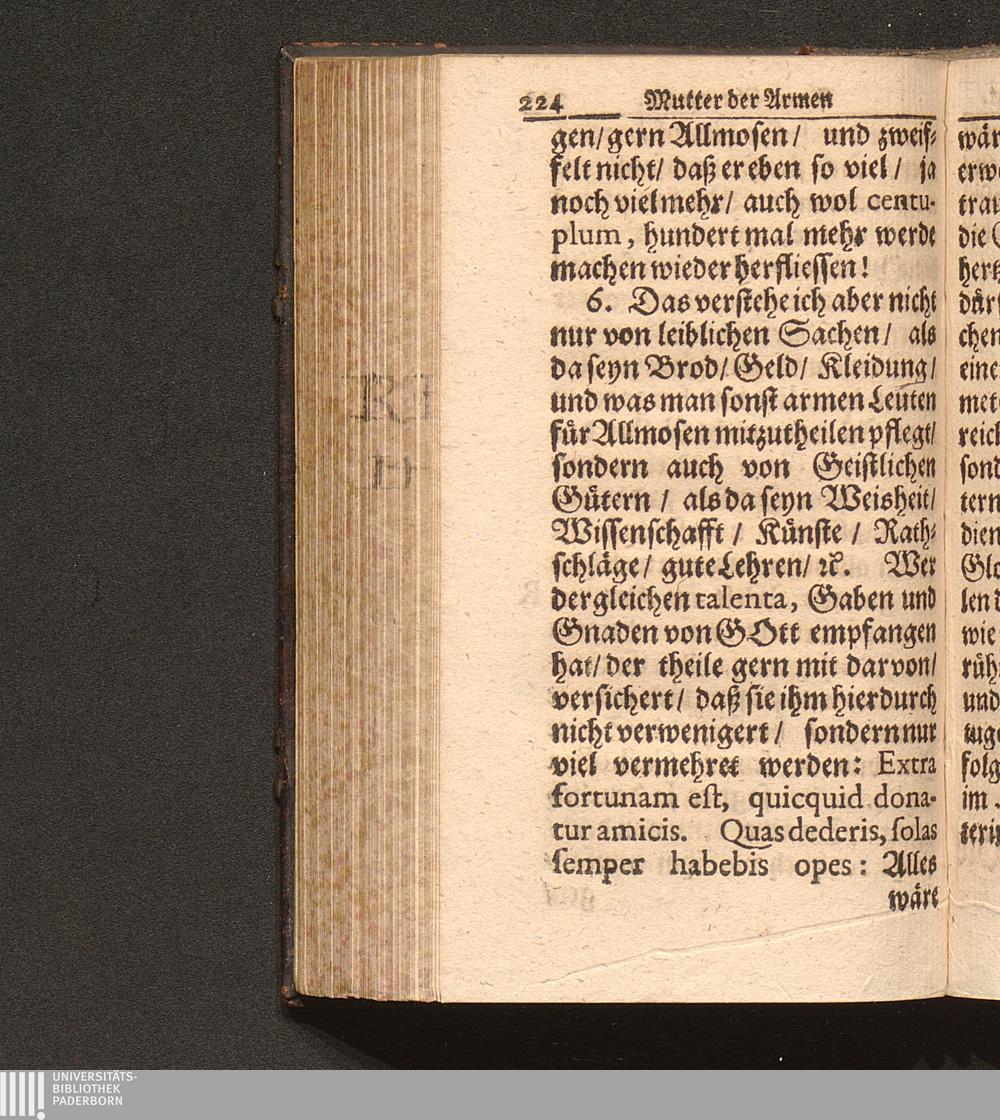 224 Mutter der Armen
gen/ gern Allmosen/ und zweif-
felt nicht/ daß er eben so viel/ ja
noch viel mehr/ auch wol centu-
plum, hundert mal mehr werde
machen wieder herfliessen!
6. Das verstehe ich aber nicht
nur von leiblichen Sachen/ als
da seyn Brod/ Geld/ Kleidung/
und was man sonst armen Leuten
für Allmosen mitzutheilen pflegt/
sondern auch von Geistlichen
Gütern / als da seyn Weisheit/
Wissenschafft / Künste / Rath-
schläge/ gute Lehren/ ꝛc. Wer
dergleichen talenta, Gaben und
Gnaden von GOtt empfangen
hat/ der theile gern mit darvon/
versichert/ daß sie ihm hierdurch
nicht verwenigert / sondern nur
viel vermehret werden: Extra
fortunam est, quicquid dona-
tur amicis. Quas dederis, solas
semper habebis opes: Alles
wäre
UNIVERSITÄTS-
BIBLIOTHEK
PADERBORN